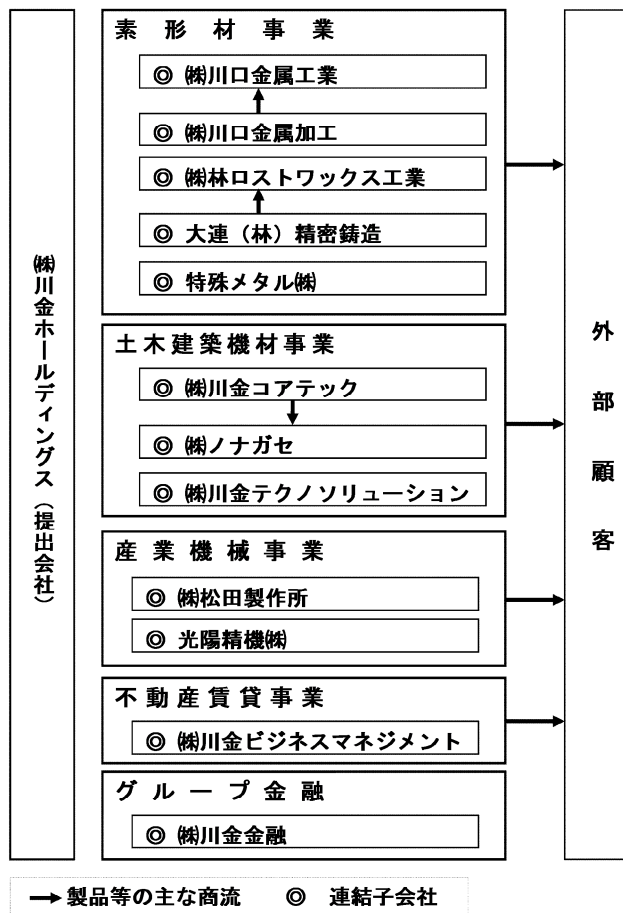 ㈱川金ホールディングス（提出会社）
素形材事業
◎ ㈱川口金属工業
◎ ㈱川口金属加工
◎ ㈱林ロストワックス工業
◎ 大連（林）精密鋳造
◎ 特殊メタル㈱
土木建築機材事業
◎ ㈱川金コアテック
◎ ㈱ノナガセ
◎ ㈱川金テクノソリューション
産業機械事業
◎ ㈱松田製作所
◎ 光陽精機㈱
不動産賃貸事業
◎ ㈱川金ビジネスマネジメント
グループ金融
◎ ㈱川金金融
外部顧客
→製品等の主な商流 ◎ 連結子会社